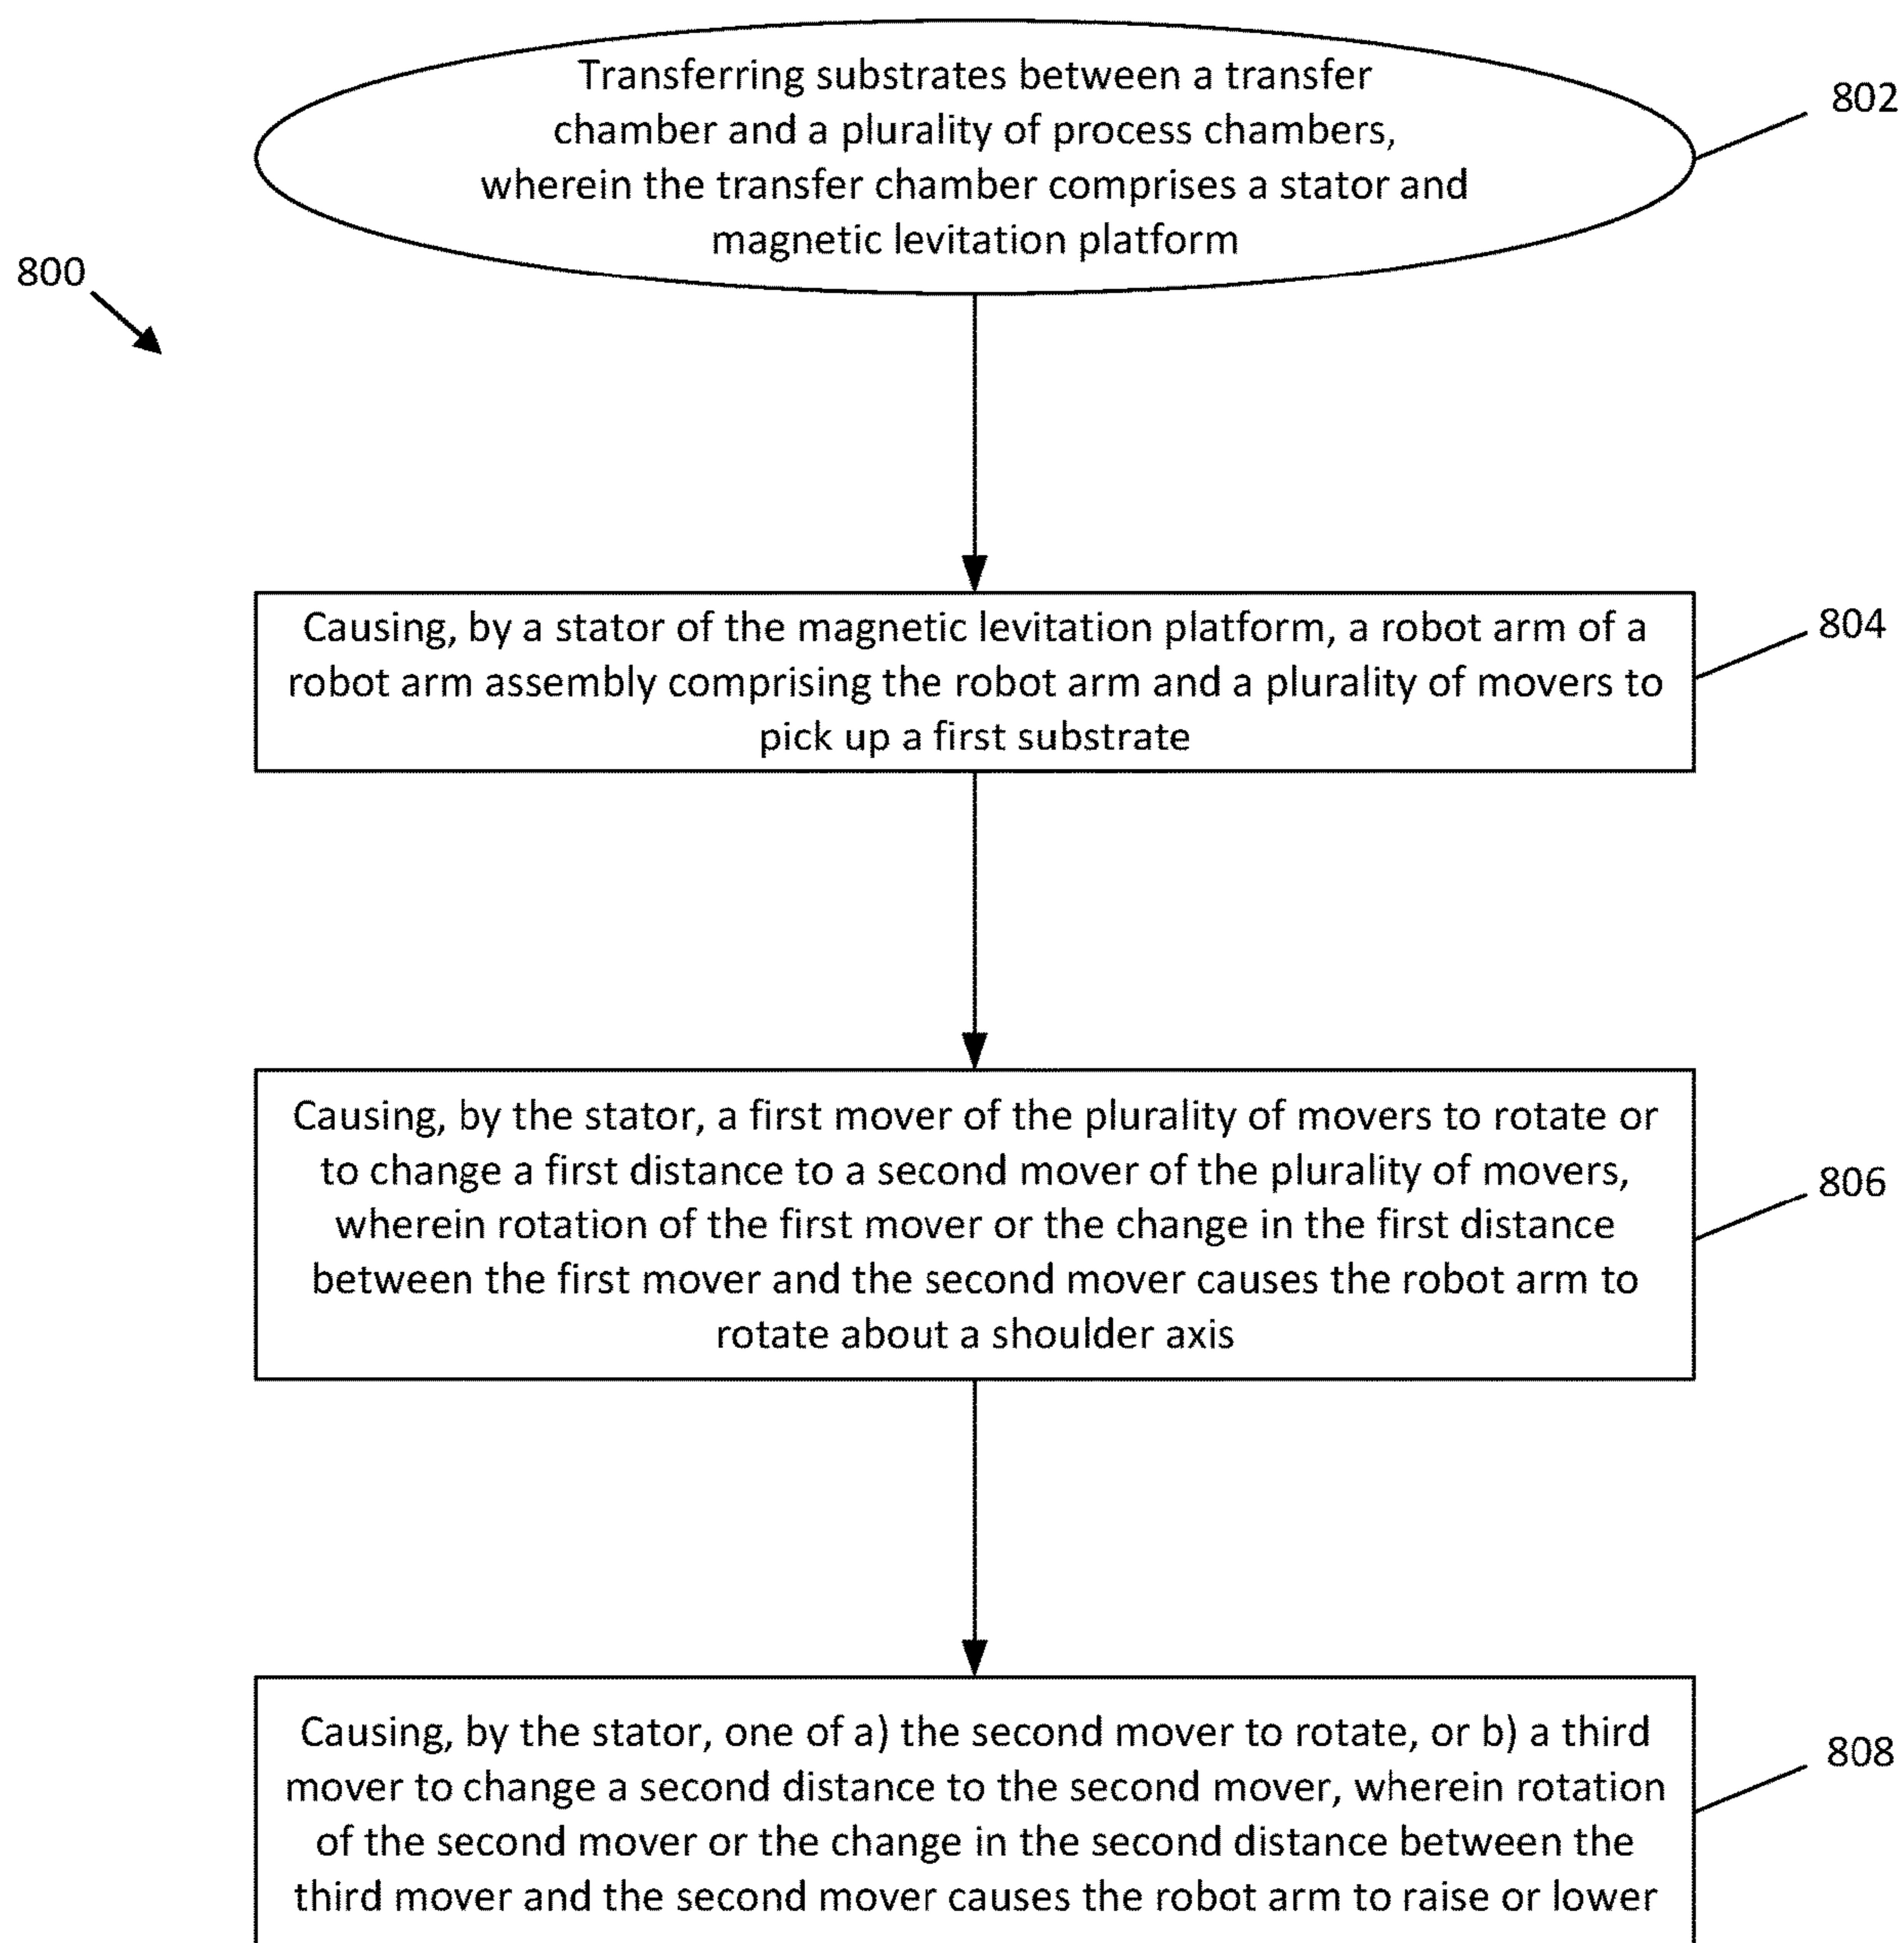 Transferring substrates between a transfer
chamber and a plurality of process chambers,
wherein the transfer chamber comprises a stator and
magnetic levitation platform
802
800
Causing, by a stator of the magnetic levitation platform, a robot arm of a
robot arm assembly comprising the robot arm and a plurality of movers to
pick up a first substrate
804
Causing, by the stator, a first mover of the plurality of movers to rotate or
to change a first distance to a second mover of the plurality of movers,
wherein rotation of the first mover or the change in the first distance
between the first mover and the second mover causes the robot arm to
rotate about a shoulder axis
806
Causing, by the stator, one of a) the second mover to rotate, or b) a third
mover to change a second distance to the second mover, wherein rotation
of the second mover or the change in the second distance between the
third mover and the second mover causes the robot arm to raise or lower
808